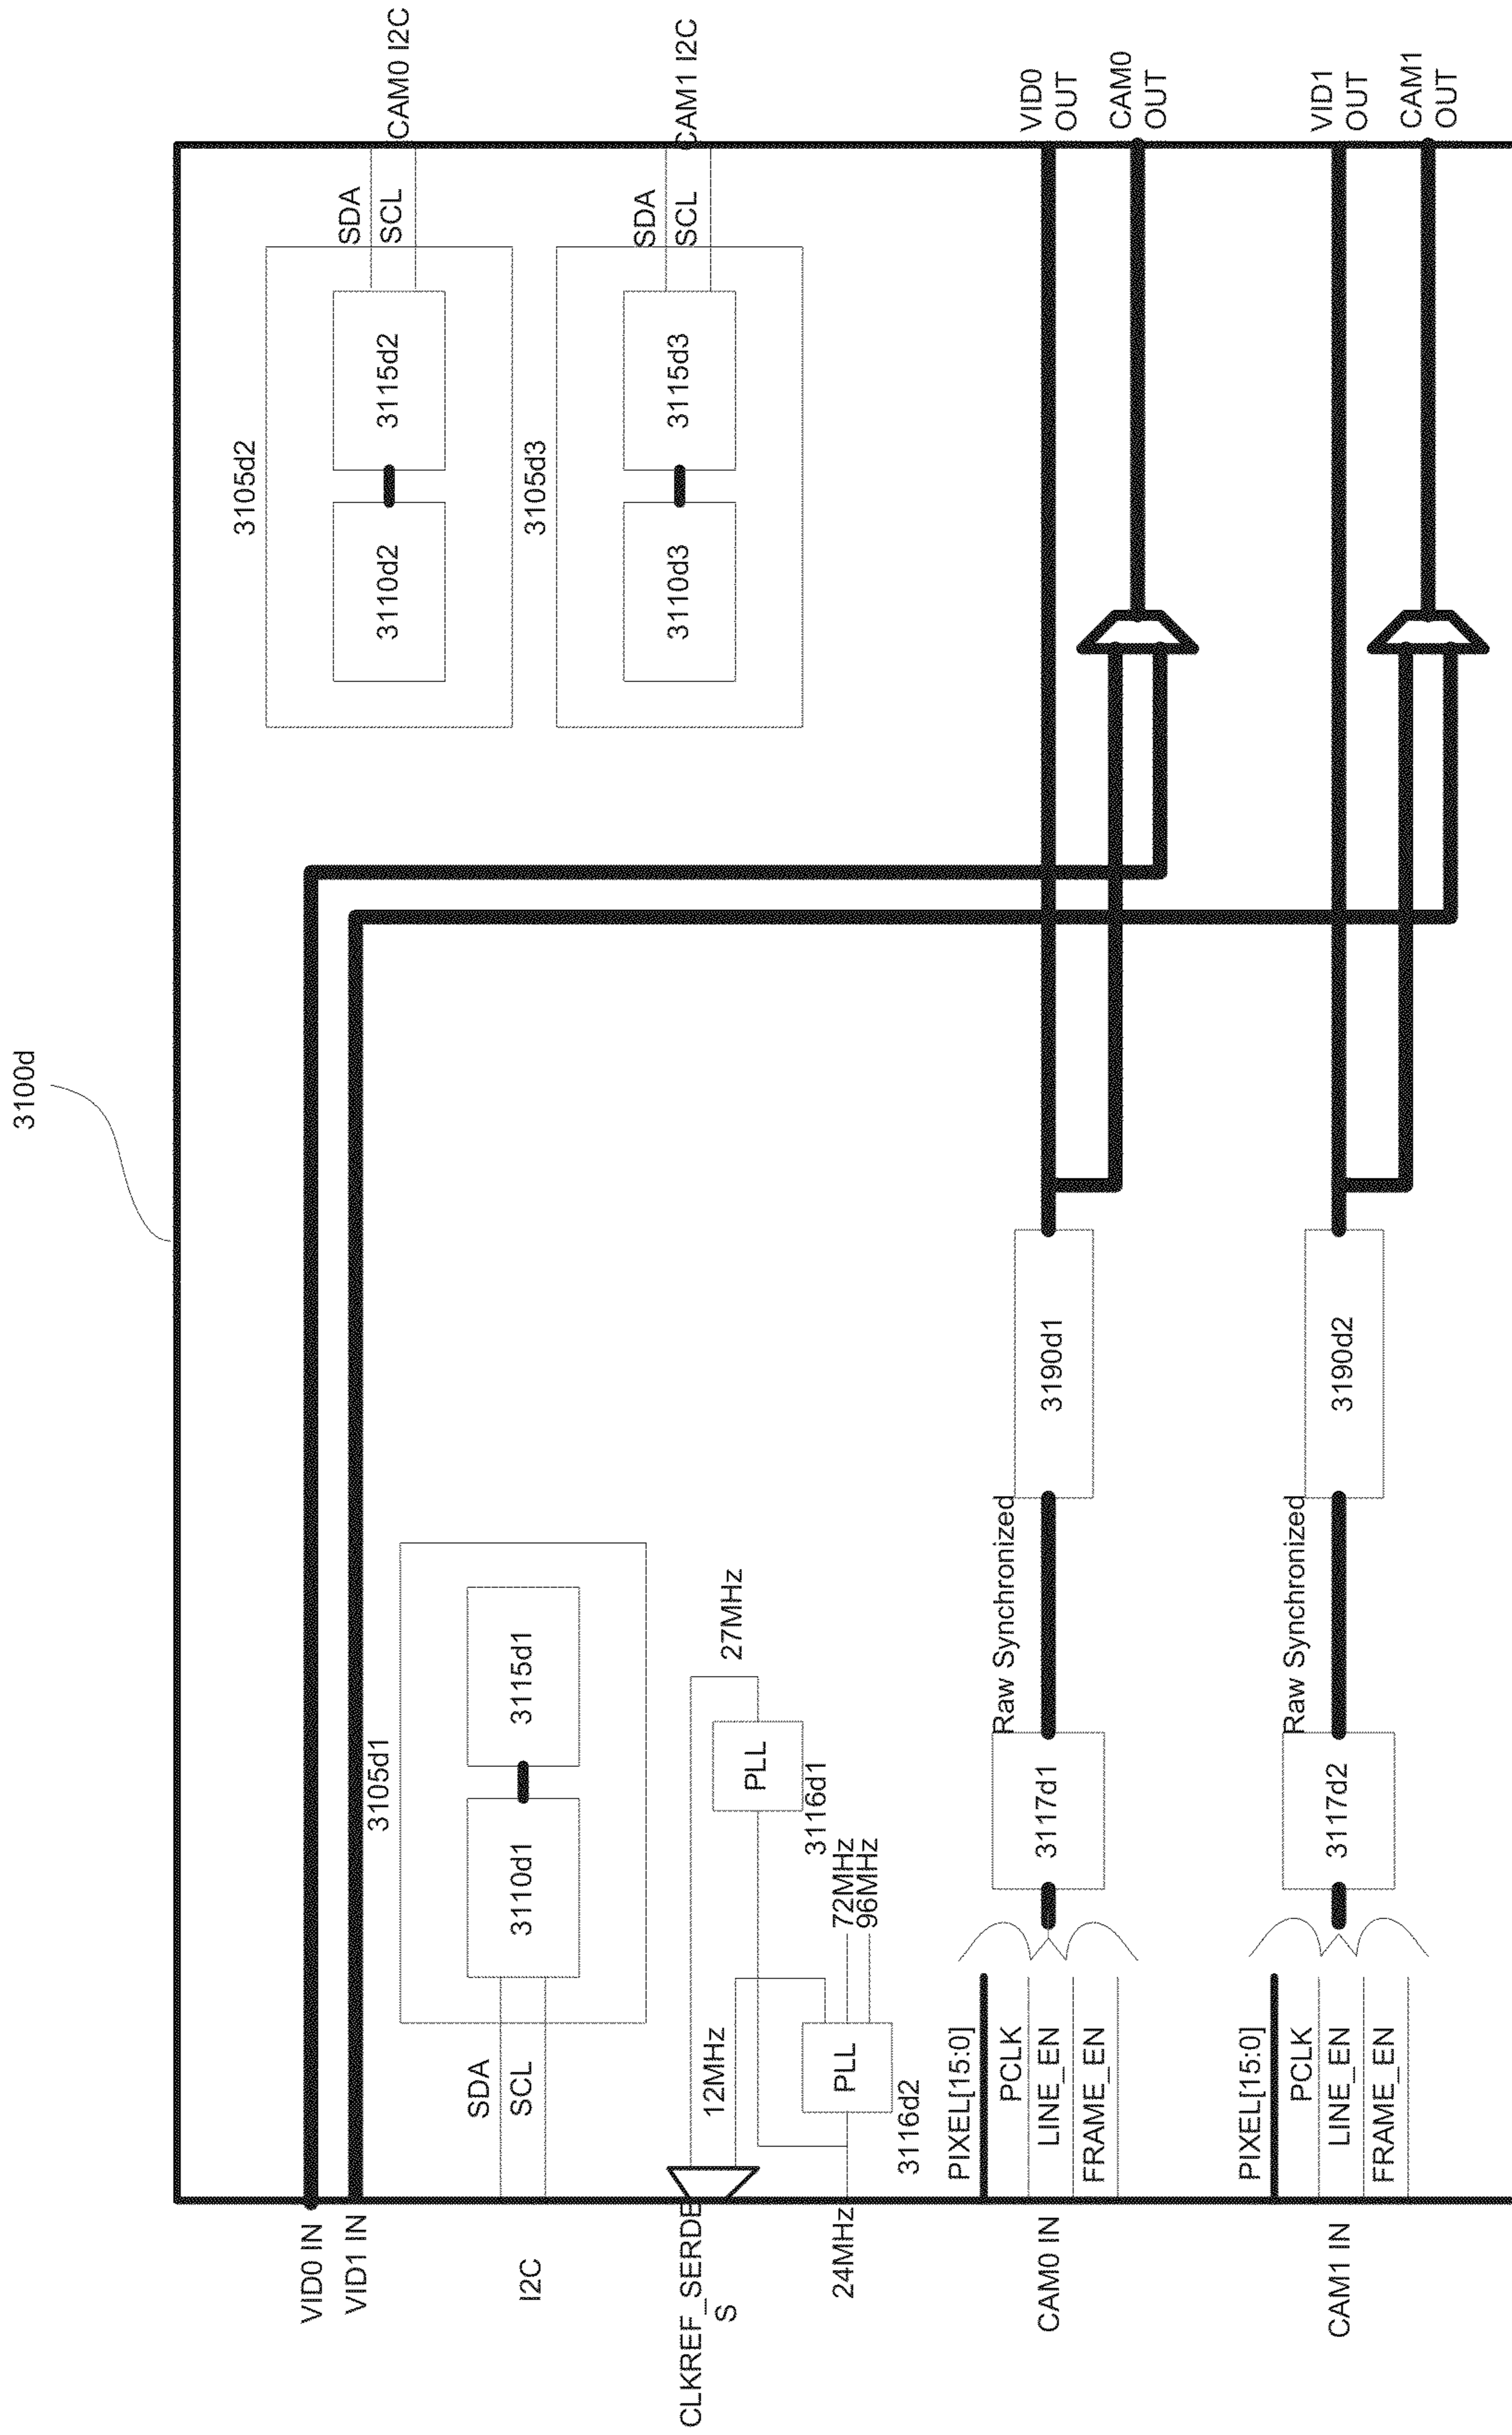 3100d
VID0 IN
VID1 IN
I2C
SDA
SCL
3105d1
3110d1
3115d1
3105d2
3110d2
3115d2
SDA
SCL
CAM0 I2C
3105d3
3110d3
3115d3
SDA
SCL
CAM1 I2C
CLKREF_SERDE
S
12MHz
27MHz
PLL
3116d1
72MHz
96MHz
24MHz
PLL
3116d2
CAM0 IN
PIXEL[15:0]
PCLK
LINE_EN
FRAME_EN
3117d1
Raw Synchronized
3190d1
VID0
OUT
CAM0
OUT
CAM1 IN
PIXEL[15:0]
PCLK
LINE_EN
FRAME_EN
3117d2
Raw Synchronized
3190d2
VID1
OUT
CAM1
OUT